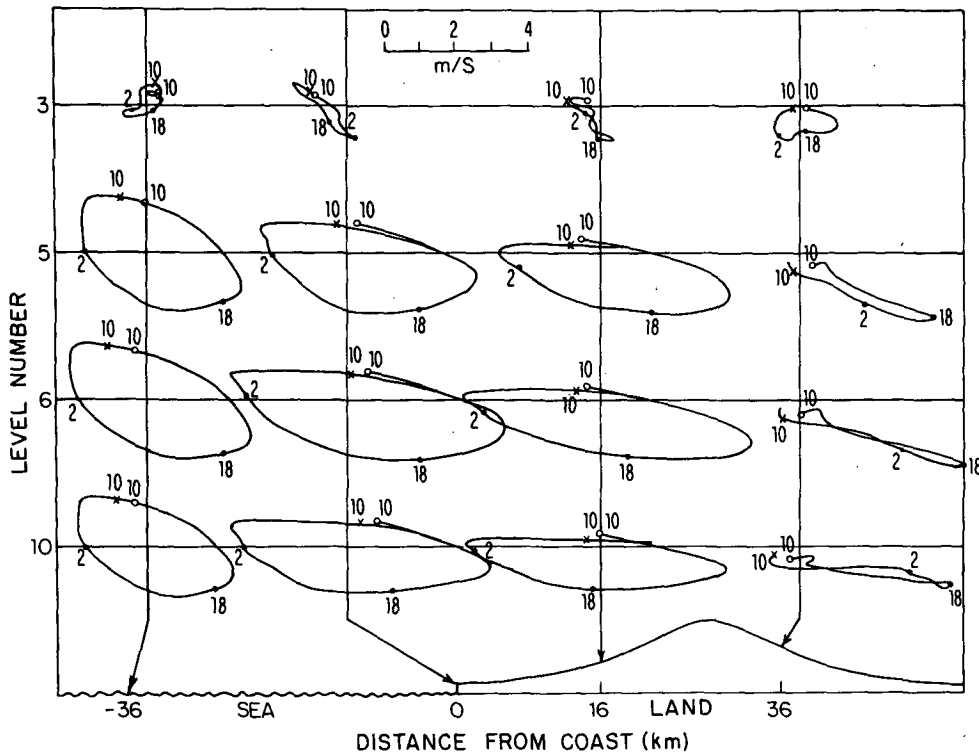 0 2 4
m/S
10 10 10 10 10 10 10 10
2 2 2 2
3
18 18 18
10 10 10 10 10 10 10
5
2 2 2 10 2
18 18 18 18
10 10 10 10 10 10 10
6
2 2 2 10 2
18 18 18 18
10 10 10 10 10 10 10
10
2 2 2 10 2
18 18 18 18
LEVEL NUMBER
-36 SEA 0 16 LAND 36
DISTANCE FROM COAST (km)